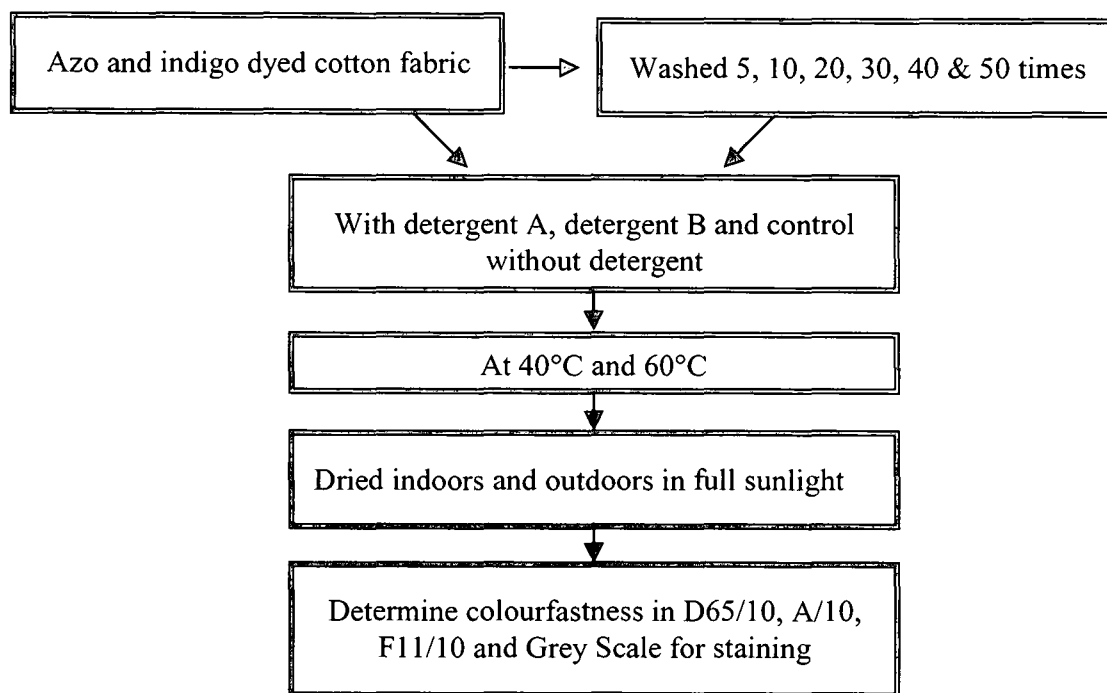 Azo and indigo dyed cotton fabric
Washed 5, 10, 20, 30, 40 & 50 times
With detergent A, detergent B and control
without detergent
At 40°C and 60°C
Dried indoors and outdoors in full sunlight
Determine colourfastness in D65/10, A/10,
F11/10 and Grey Scale for staining